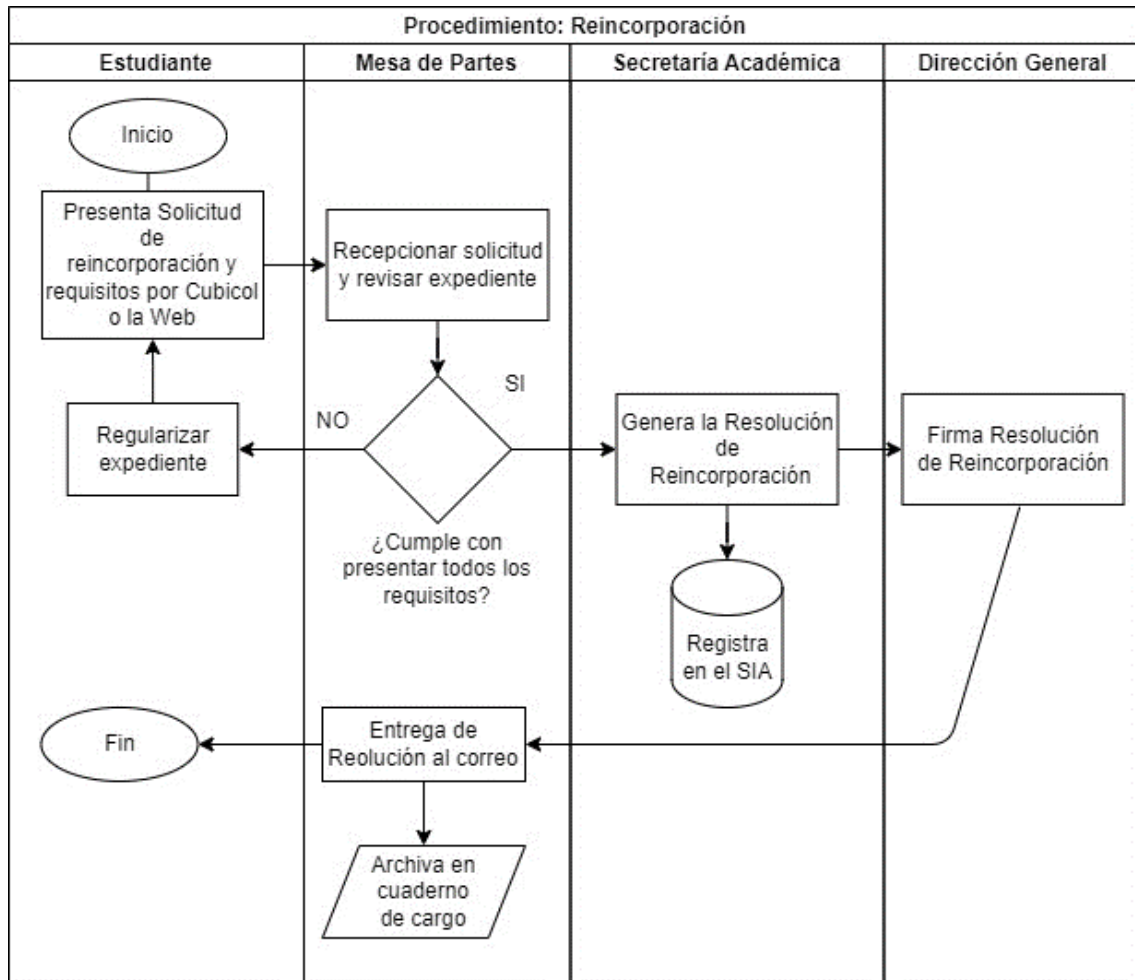 Procedimiento: Reincorporación
Estudiante
Mesa de Partes
Secretaría Académica
Dirección General
Inicio
Presenta Solicitud
de
reincorporación y
requisitos por Cubicol
o la Web
Recepcionar solicitud
y revisar expediente
SI
NO
Regularizar
expediente
¿Cumple con
presentar todos los
requisitos?
Genera la Resolución
de
Reincorporación
Firma Resolución
de Reincorporación
Registra
en el SIA
Entrega de
Reolución al correo
Fin
Archiva en
cuaderno
de cargo